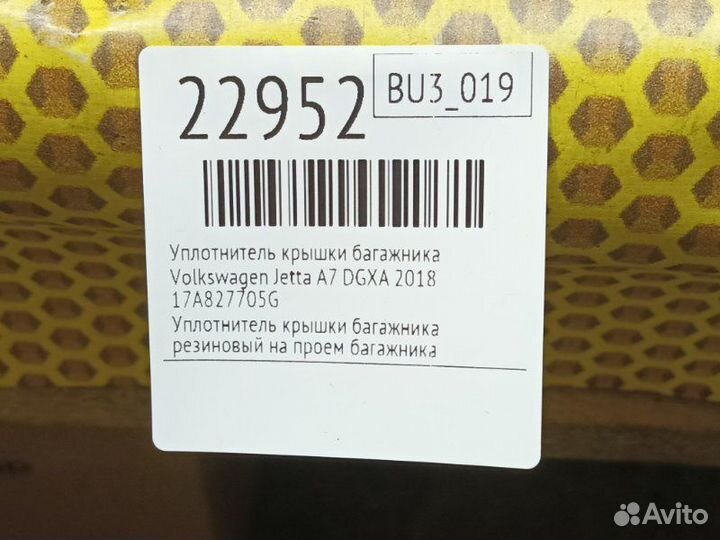 22952
BU3_019
Уплотнитель крышки багажника
Volkswagen Jetta A7 DGXA 2018
17A827705G
Уплотнитель крышки багажника
резиновый на проем багажника
Avito